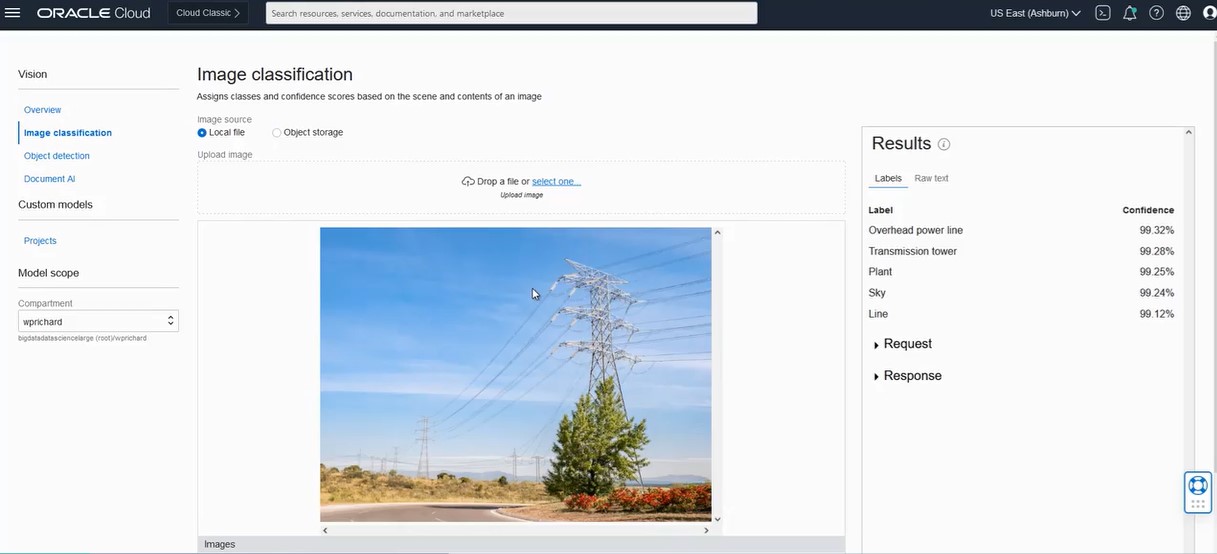 ORACLE Cloud
Cloud Classic
Search resources, services, documentation, and marketplace
US East (Ashburn)
Vision
Overview
Image classification
Object detection
Document AI
Custom models
Projects
Model scope
Compartment
wprichard
bigdatadatasciencelarge (root)/wprichard
Image classification
Assigns classes and confidence scores based on the scene and contents of an image
Image source
Local file
Object storage
Upload image
Drop a file or select one...
Upload image
Images
Results
Labels Raw text
Label Confidence
Overhead power line 99.32%
Transmission tower 99.28%
Plant 99.25%
Sky 99.24%
Line 99.12%
Request
Response